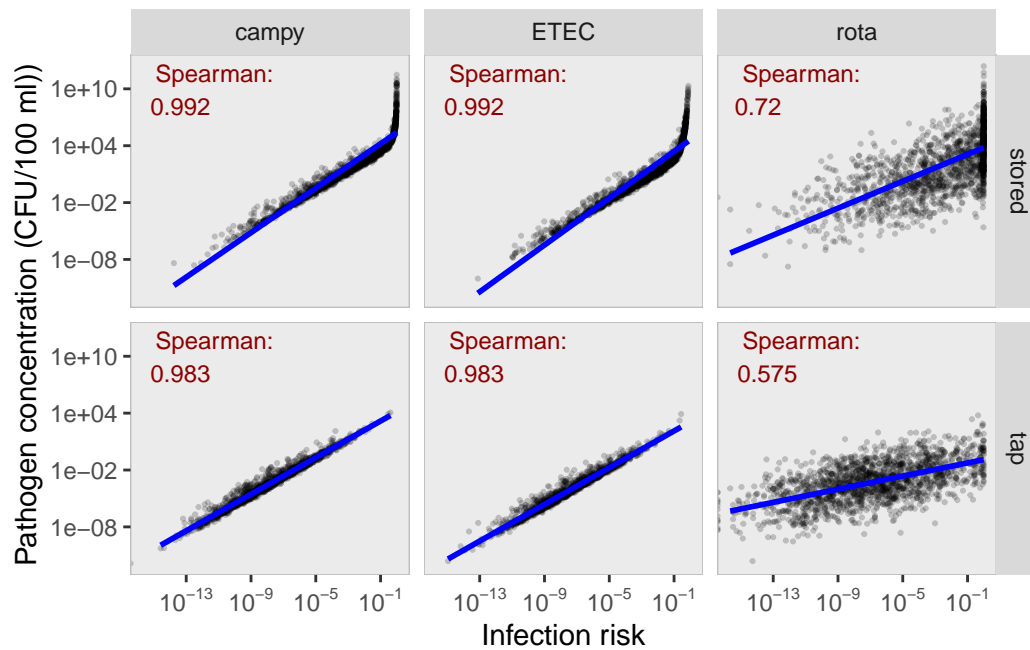 campy ETEC rota
Spearman: Spearman: Spearman:
0.992 0.992 0.72
1e+10
1e+04
1e−02
1e−08
stored
Spearman: Spearman: Spearman:
0.983 0.983 0.575
1e+10
1e+04
1e−02
1e−08
tap
Pathogen concentration (CFU/100 ml))
10⁻¹³ 10⁻⁹ 10⁻⁵ 10⁻¹ 10⁻¹³ 10⁻⁹ 10⁻⁵ 10⁻¹ 10⁻¹³ 10⁻⁹ 10⁻⁵ 10⁻¹
Infection risk